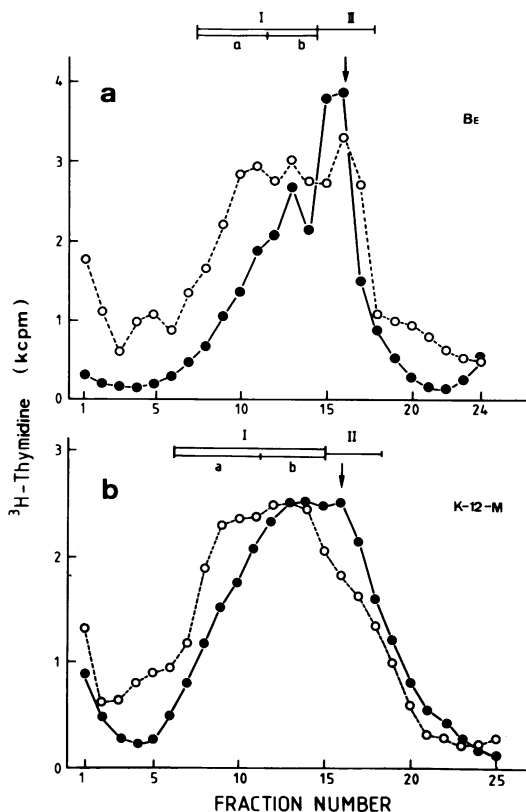 I II
a b
a
BE
4
3
2
1
0
1 5 10 15 20 24
³H-Thymidine (kcpm)
I II
a b
b
K-12-M
3
2
1
0
1 5 10 15 20 25
FRACTION NUMBER